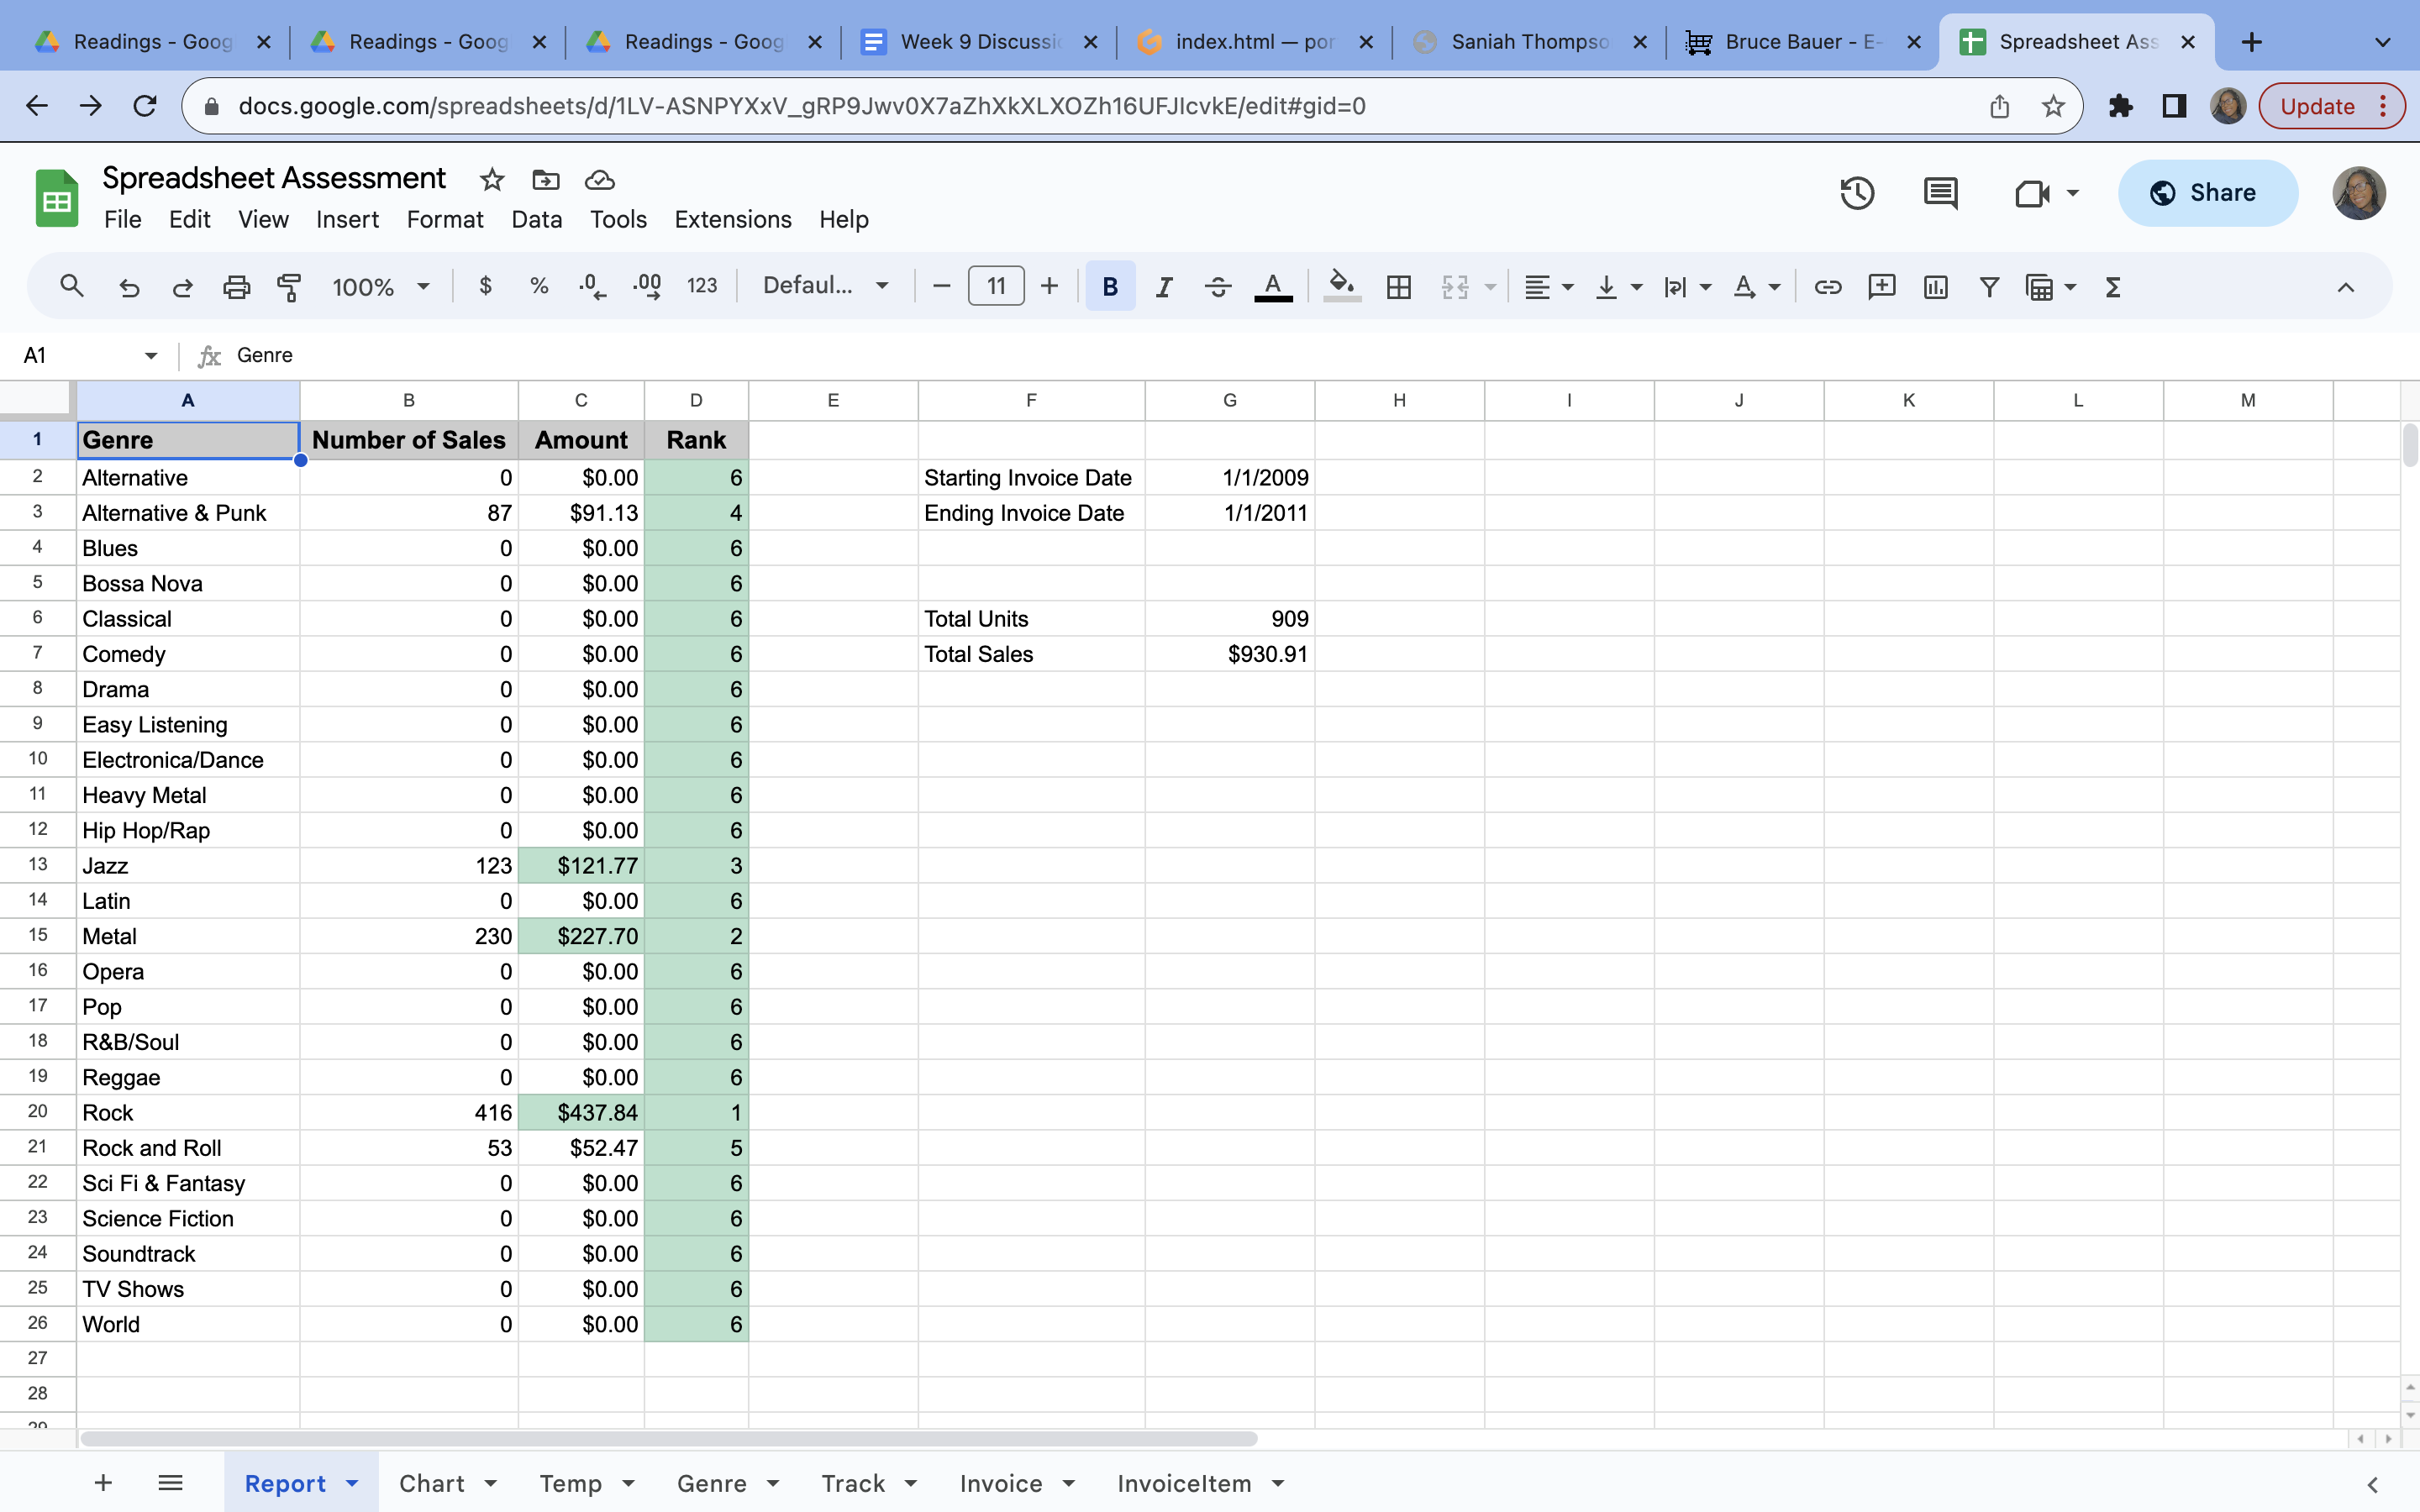 Readings - Goog Readings - Goog Readings - Goog Week 9 Discussi index.html — por Saniah Thompso Bruce Bauer - E- Spreadsheet Ass
docs.google.com/spreadsheets/d/1LV-ASNPYXxV_gRP9Jwv0X7aZhXkXLXOZh16UFJIcvkE/edit#gid=0 Update
Spreadsheet Assessment
File Edit View Insert Format Data Tools Extensions Help
Share
100% $ % .0 .00 123 Defaul... 11 B I A
A1 fx Genre
A B C D E F G H I J K L M
1 Genre Number of Sales Amount Rank
2 Alternative 0 $0.00 6 Starting Invoice Date 1/1/2009
3 Alternative & Punk 87 $91.13 4 Ending Invoice Date 1/1/2011
4 Blues 0 $0.00 6
5 Bossa Nova 0 $0.00 6
6 Classical 0 $0.00 6 Total Units 909
7 Comedy 0 $0.00 6 Total Sales $930.91
8 Drama 0 $0.00 6
9 Easy Listening 0 $0.00 6
10 Electronica/Dance 0 $0.00 6
11 Heavy Metal 0 $0.00 6
12 Hip Hop/Rap 0 $0.00 6
13 Jazz 123 $121.77 3
14 Latin 0 $0.00 6
15 Metal 230 $227.70 2
16 Opera 0 $0.00 6
17 Pop 0 $0.00 6
18 R&B/Soul 0 $0.00 6
19 Reggae 0 $0.00 6
20 Rock 416 $437.84 1
21 Rock and Roll 53 $52.47 5
22 Sci Fi & Fantasy 0 $0.00 6
23 Science Fiction 0 $0.00 6
24 Soundtrack 0 $0.00 6
25 TV Shows 0 $0.00 6
26 World 0 $0.00 6
27
28
29
Report Chart Temp Genre Track Invoice InvoiceItem